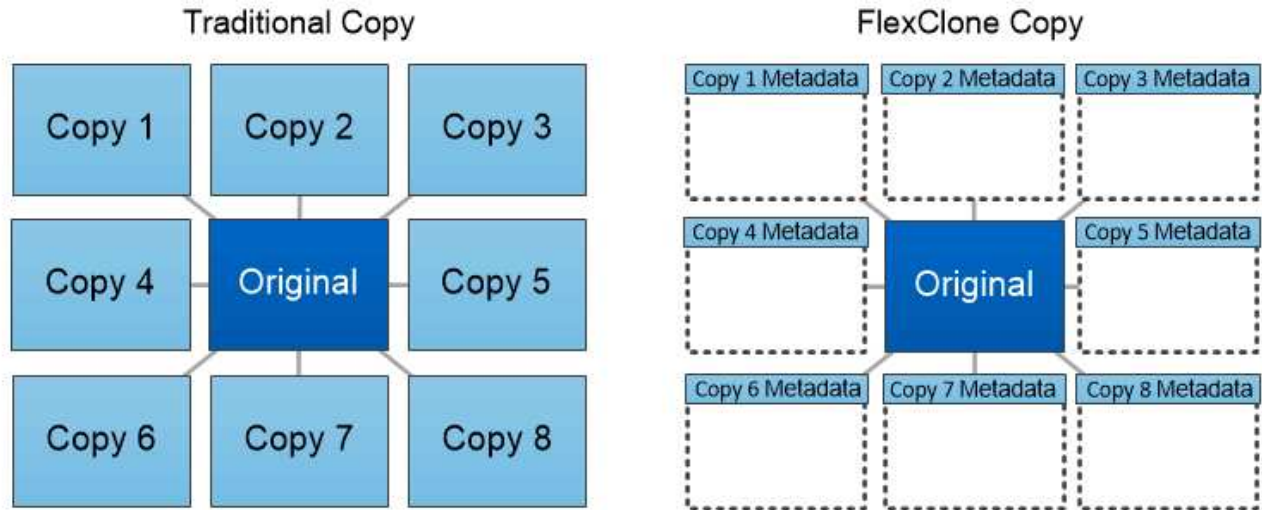 Traditional Copy
Copy 1
Copy 2
Copy 3
Copy 4
Original
Copy 5
Copy 6
Copy 7
Copy 8
FlexClone Copy
Copy 1 Metadata
Copy 2 Metadata
Copy 3 Metadata
Copy 4 Metadata
Original
Copy 5 Metadata
Copy 6 Metadata
Copy 7 Metadata
Copy 8 Metadata